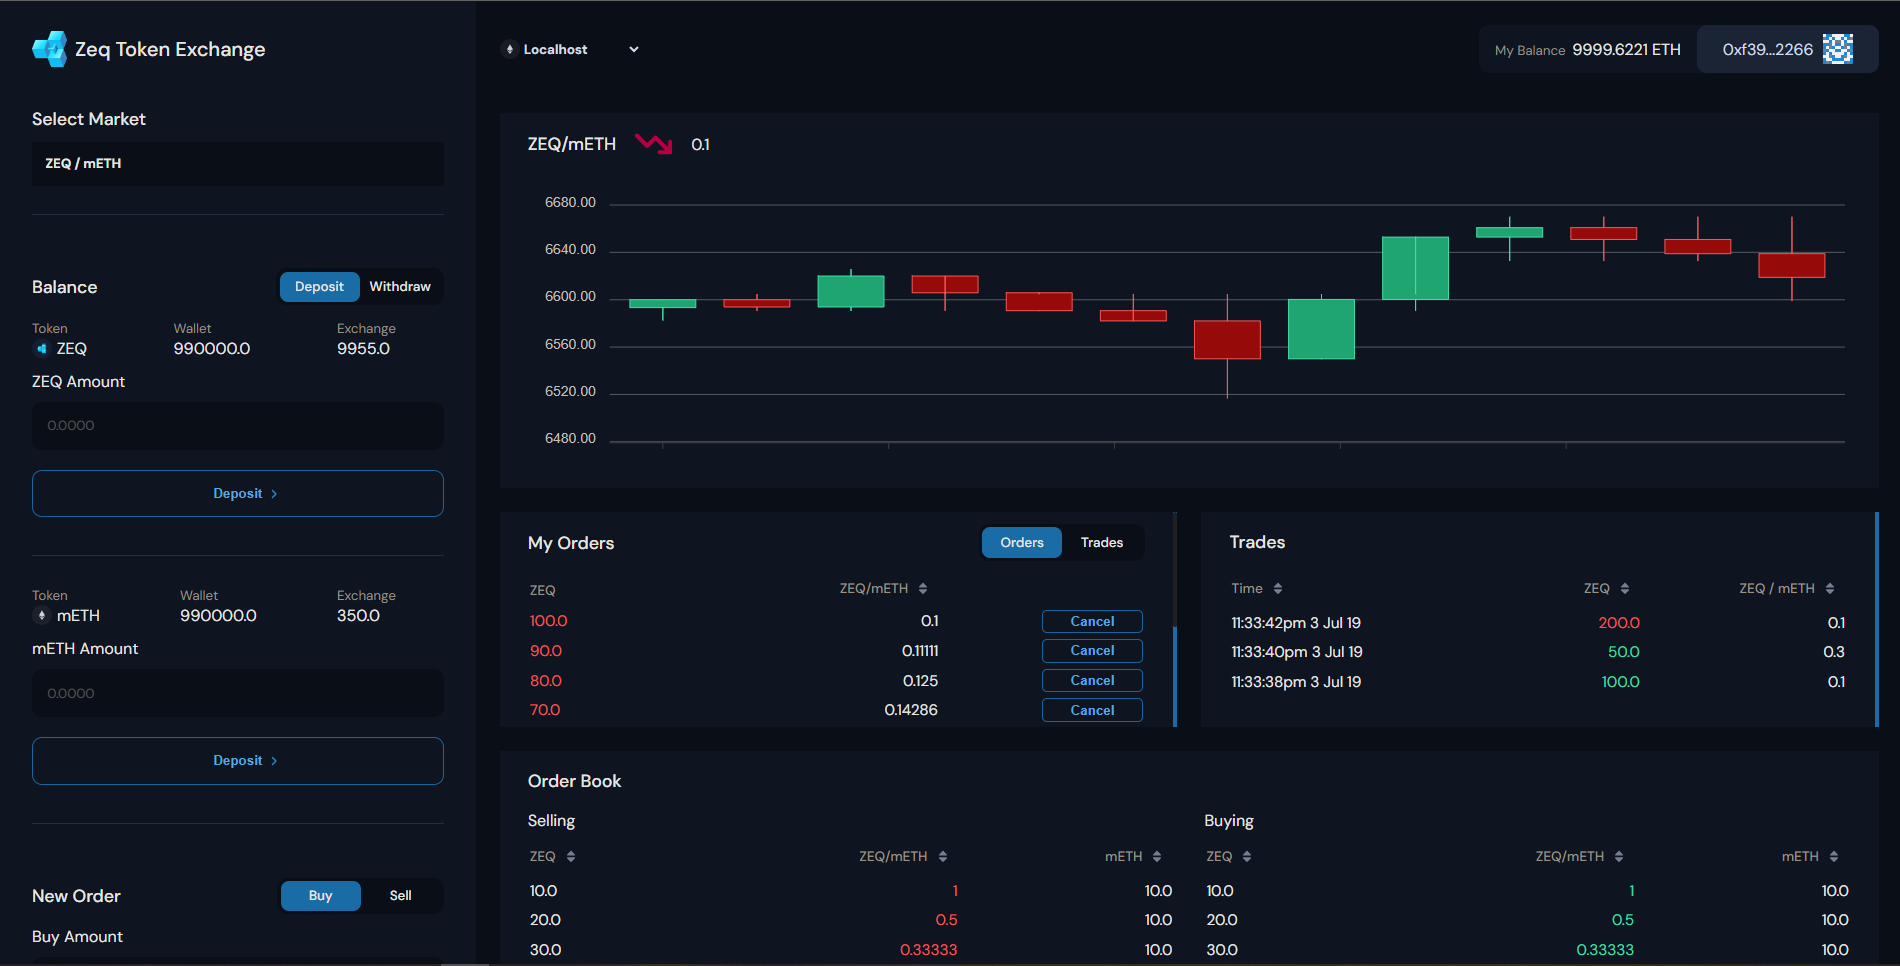 Zeq Token Exchange
Select Market
ZEQ / mETH
Balance
Deposit Withdraw
Token Wallet Exchange
ZEQ 990000.0 9955.0
ZEQ Amount
0.0000
Deposit >
Token Wallet Exchange
mETH 990000.0 350.0
mETH Amount
0.0000
Deposit >
New Order
Buy Sell
Buy Amount
Localhost
My Balance 9999.6221 ETH 0xf39...2266
ZEQ/mETH 0.1
6680.00
6640.00
6600.00
6560.00
6520.00
6480.00
My Orders
Orders Trades
ZEQ ZEQ/mETH
100.0 0.1 Cancel
90.0 0.11111 Cancel
80.0 0.125 Cancel
70.0 0.14286 Cancel
Trades
Time ZEQ ZEQ / mETH
11:33:42pm 3 Jul 19 200.0 0.1
11:33:40pm 3 Jul 19 50.0 0.3
11:33:38pm 3 Jul 19 100.0 0.1
Order Book
Selling
ZEQ ZEQ/mETH mETH
10.0 1 10.0
20.0 0.5 10.0
30.0 0.33333 10.0
Buying
ZEQ ZEQ/mETH mETH
10.0 1 10.0
20.0 0.5 10.0
30.0 0.33333 10.0